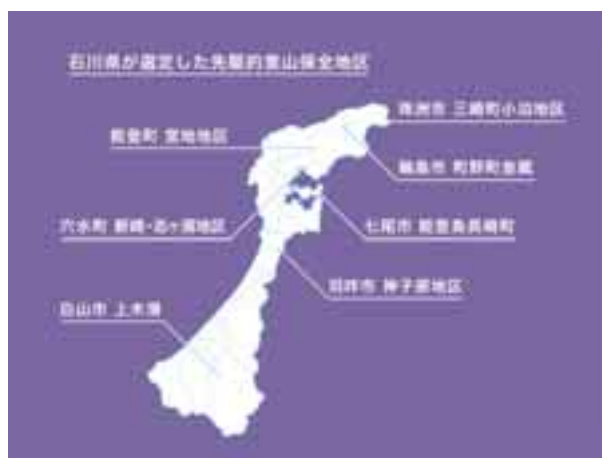 石川県が選定した先駆的里山保全地区
珠洲市 三崎町小泊地区
能登町 宮地地区
輪島市 町野町金蔵
穴水町 新崎・志ヶ浦地区
七尾市 能登島長崎町
羽咋市 神子原地区
白山市 上木滑